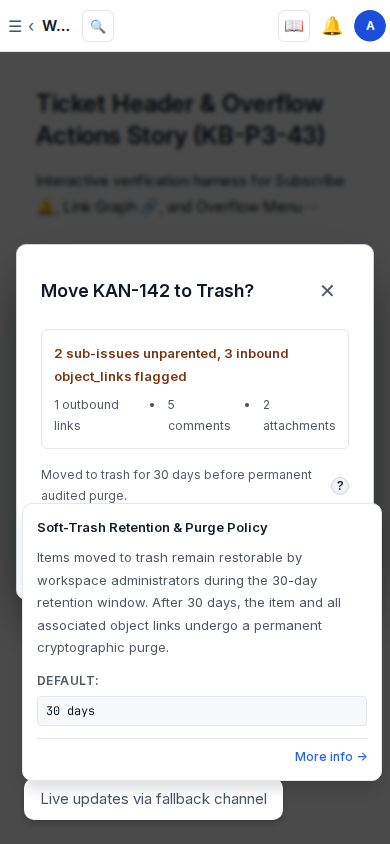 W...
A
Ticket Header & Overflow
Actions Story (KB-P3-43)
Interactive verification harness for Subscribe
🔔, Link Graph 🔗, and Overflow Menu ···
Move KAN-142 to Trash?
2 sub-issues unparented, 3 inbound
object_links flagged
1 outbound links • 5 comments • 2 attachments
Moved to trash for 30 days before permanent
audited purge.
?
Soft-Trash Retention & Purge Policy
Items moved to trash remain restorable by
workspace administrators during the 30-day
retention window. After 30 days, the item and all
associated object links undergo a permanent
cryptographic purge.
DEFAULT:
30 days
More info →
Live updates via fallback channel